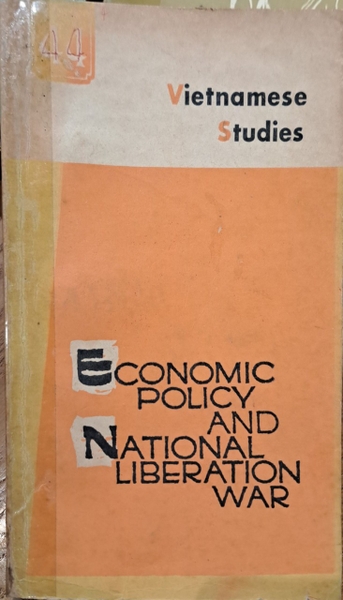 44
Vietnamese
Studies
ECONOMIC
POLICY
AND
NATIONAL
LIBERATION
WAR